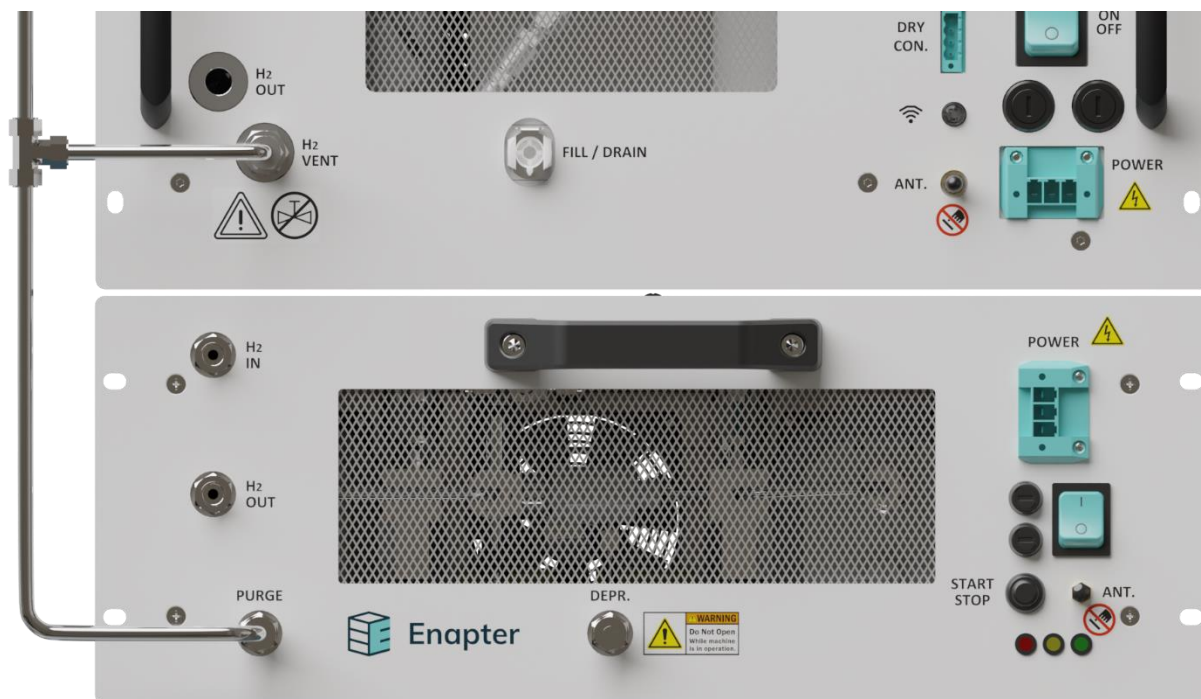 DRY
CON.
ON
OFF
H2
OUT
H2
VENT
FILL / DRAIN
POWER
ANT.
H2
IN
POWER
H2
OUT
I
O
START
STOP
ANT.
PURGE
DEPR.
Enapter
WARNING
Do Not Open
While machine
is in operation.